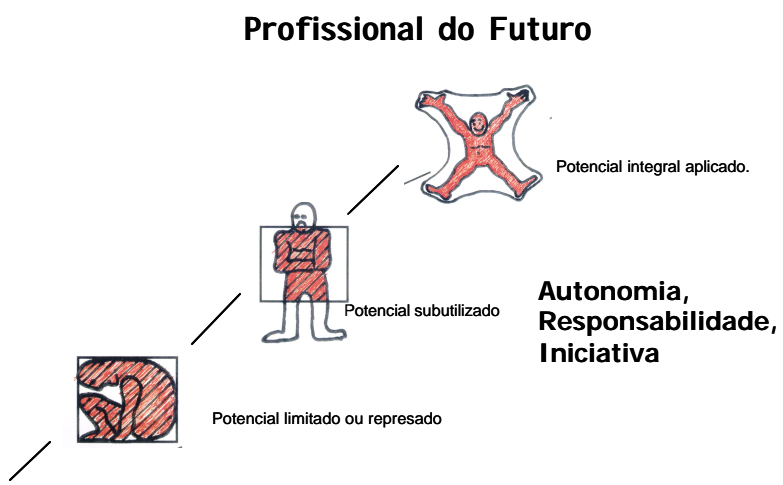 Profissional do Futuro
Potencial integral aplicado.
Potencial subutilizado
Autonomia,
Responsabilidade,
Iniciativa
Potencial limitado ou represado